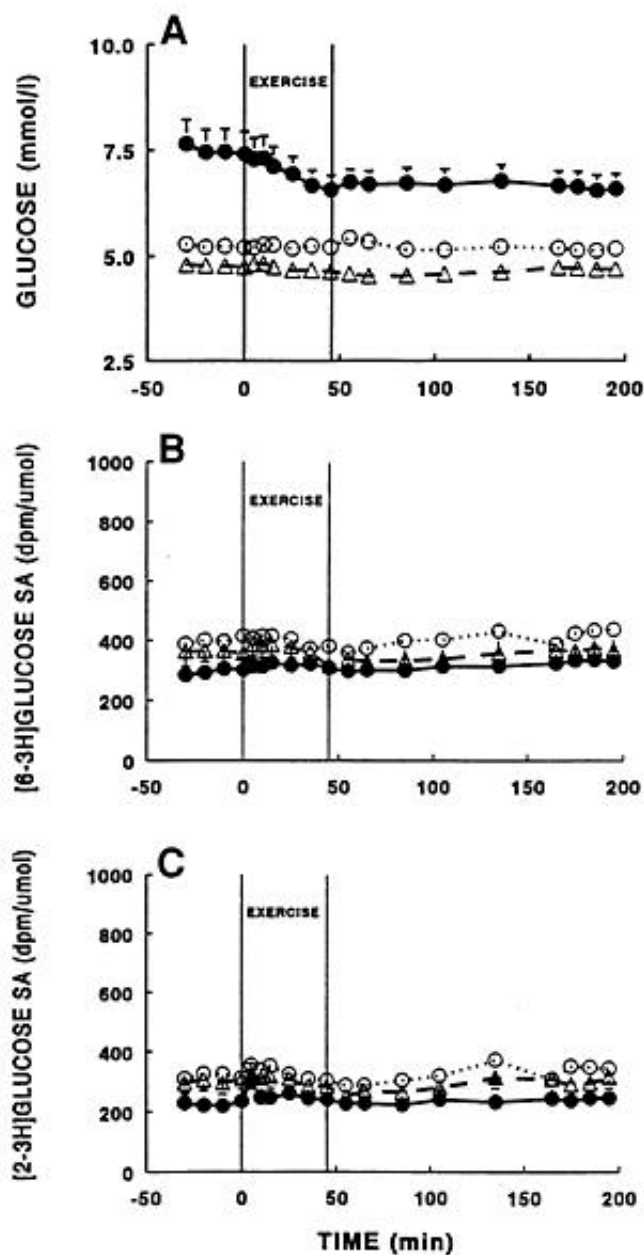 A
10.0
EXERCISE
7.5
5.0
2.5
GLUCOSE (mmol/l)
-50 0 50 100 150 200
B
1000
EXERCISE
800
600
400
200
0
[6-3H]GLUCOSE SA (dpm/umol)
-50 0 50 100 150 200
C
1000
EXERCISE
800
600
400
200
0
[2-3H]GLUCOSE SA (dpm/umol)
-50 0 50 100 150 200
TIME (min)